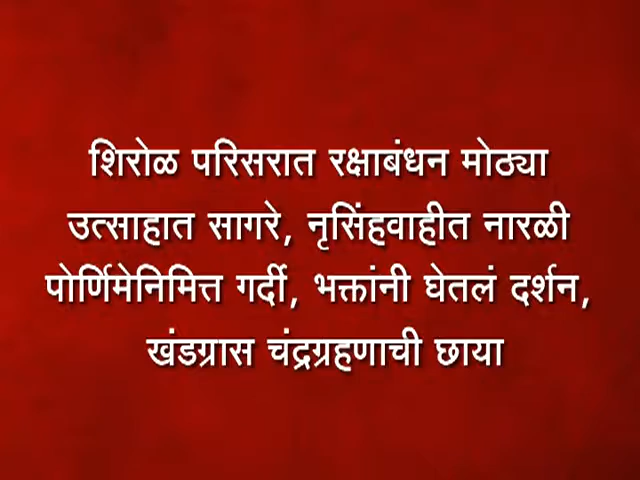 शिरोळ परिसरात रक्षाबंधन मोठ्या
उत्साहात सागरे, नृसिंहवाहीत नारळी
पोर्णिमेनिमित्त गर्दी, भक्तांनी घेतलं दर्शन,
खंडग्रास चंद्रग्रहणाची छाया